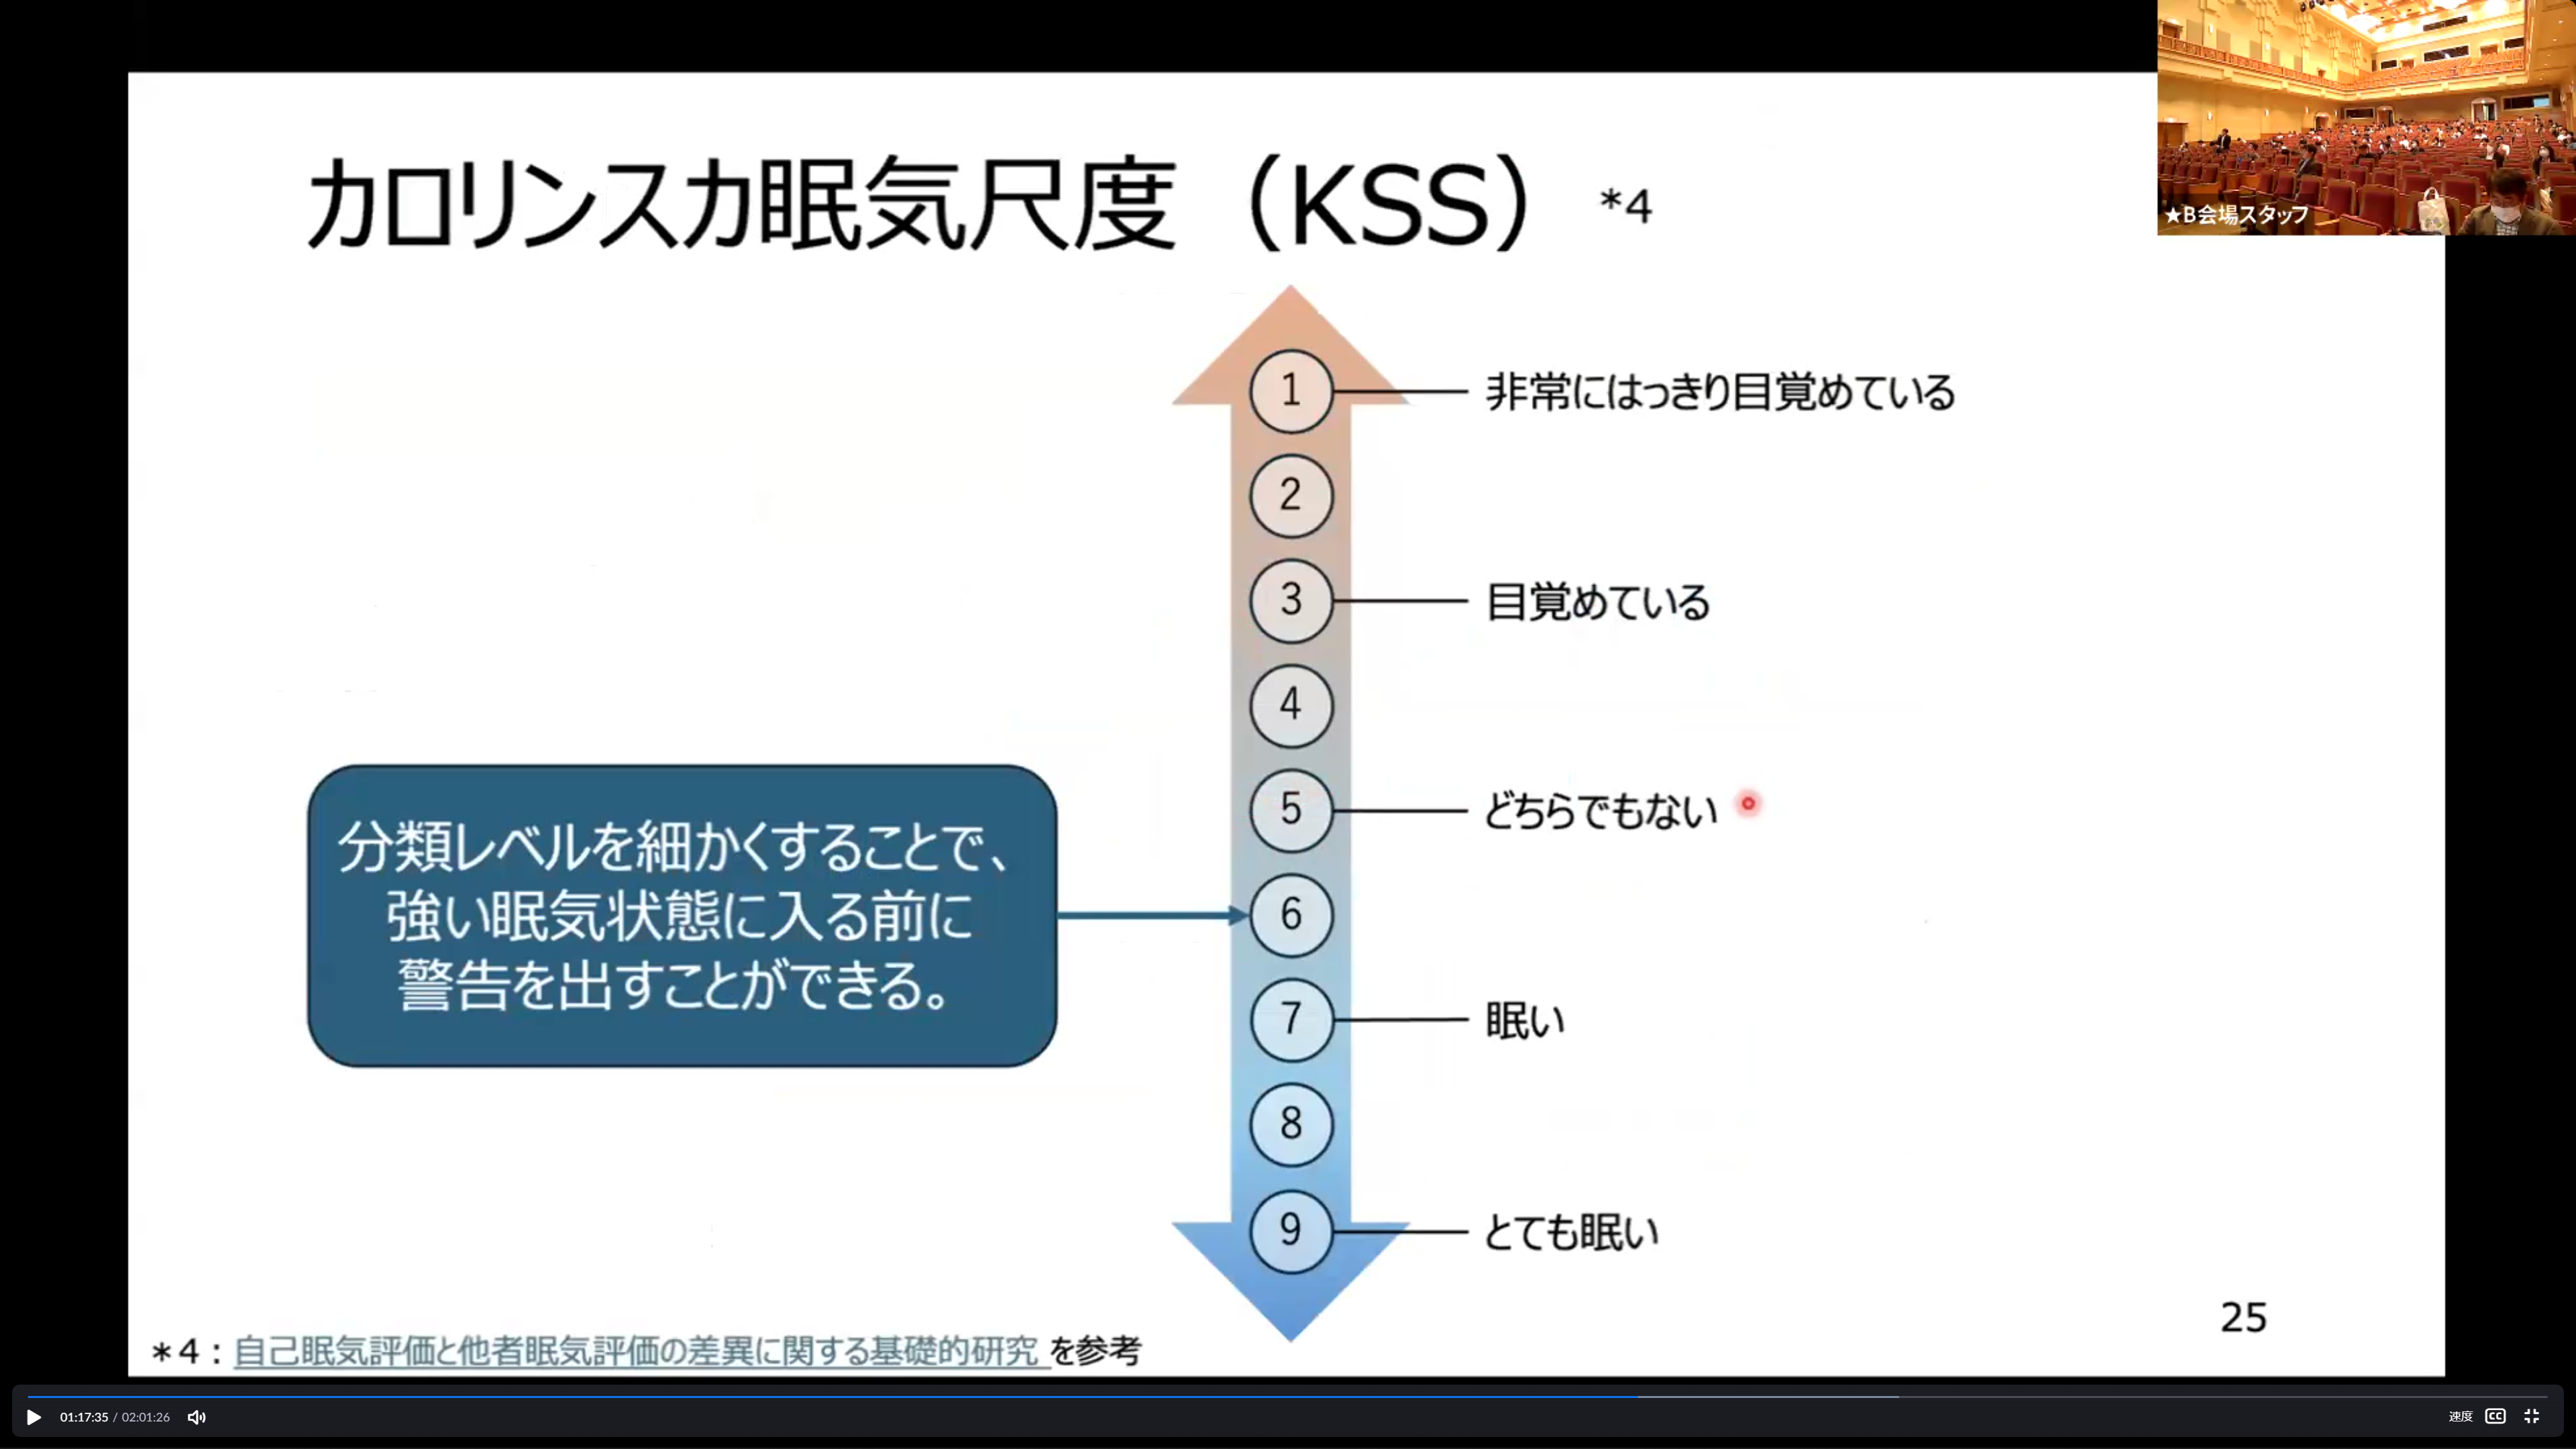 カロリンスカ眠気尺度（KSS） *4
★B会場スタッフ
1 非常にはっきり目覚めている
2
3 目覚めている
4
5 どちらでもない
分類レベルを細かくすることで、
強い眠気状態に入る前に
警告を出すことができる。
6
7 眠い
8
9 とても眠い
25
*4：自己眠気評価と他者眠気評価の差異に関する基礎的研究 を参考
01:17:35 / 02:01:26
速度 CC